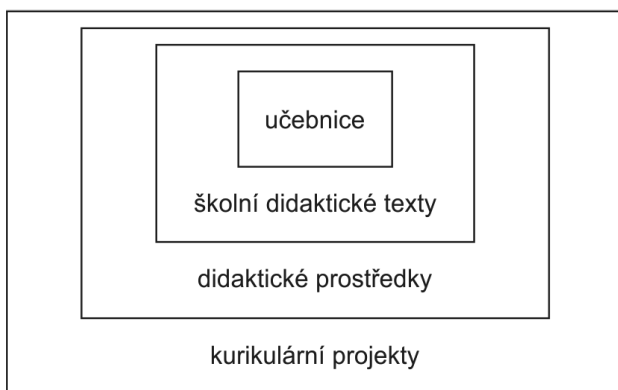 učebnice
školní didaktické texty
didaktické prostředky
kurikulární projekty